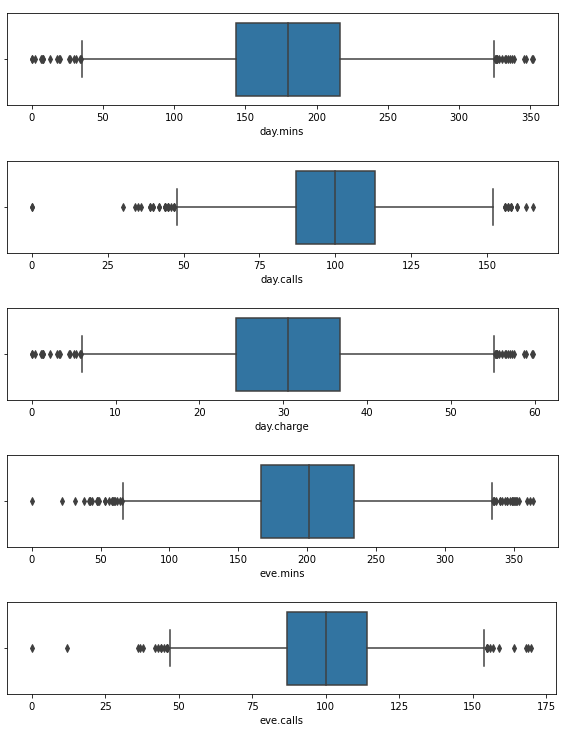 0 50 100 150 200 250 300 350
day.mins
0 25 50 75 100 125 150
day.calls
0 10 20 30 40 50 60
day.charge
0 50 100 150 200 250 300 350
eve.mins
0 25 50 75 100 125 150 175
eve.calls